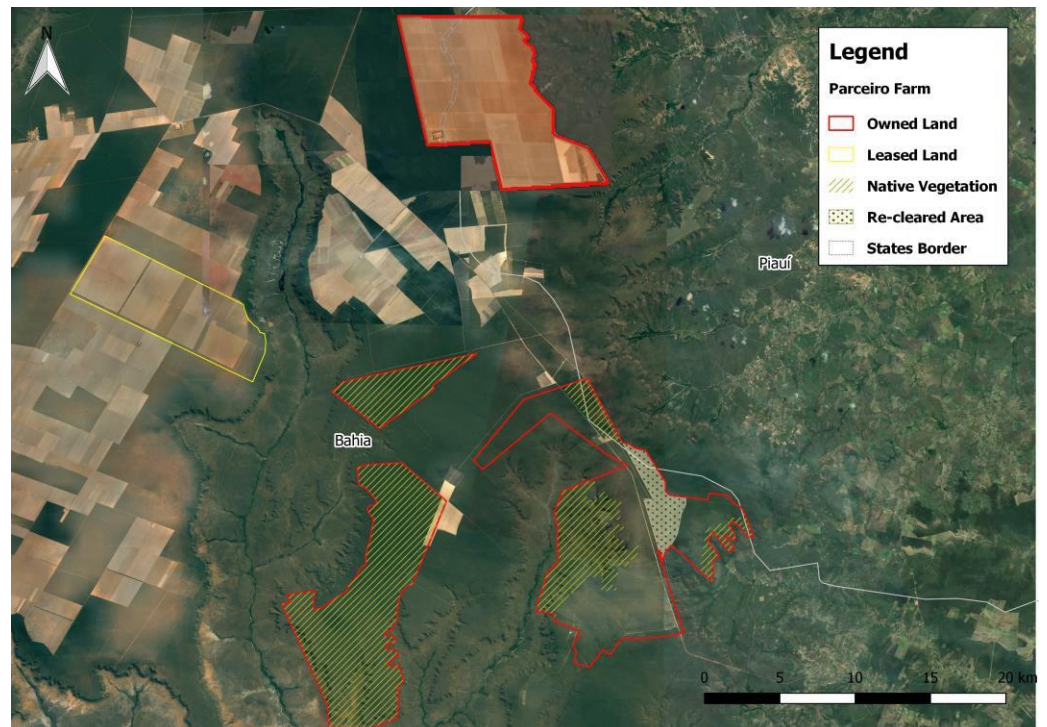 N
Legend
Parceiro Farm
Owned Land
Leased Land
Native Vegetation
Re-cleared Area
States Border
Piauí
Bahia
0 5 10 15 20 km